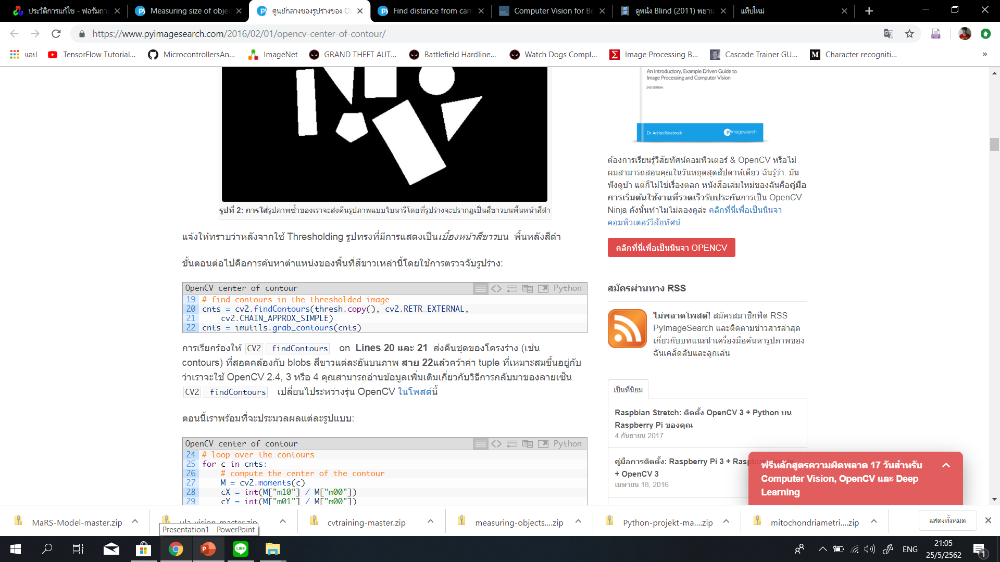 ประวัติการแก้ไข - ฟอรัมถาม
Measuring size of objec
ศูนย์กลางของรูปร่างของ O
Find distance from cam
Computer Vision for Be
ดูหนัง Blind (2011) พยาน
แท็บใหม่
https://www.pyimagesearch.com/2016/02/01/opencv-center-of-contour/
แอป
TensorFlow Tutorial...
MicrocontrollersAn...
ImageNet
GRAND THEFT AUT...
Battlefield Hardline...
Watch Dogs Compl...
Image Processing B...
Cascade Trainer GU...
Character recogniti...
»
รูปที่ 2: การใส่รูปภาพซ้ำของเราจะส่งคืนรูปภาพแบบไบนารีโดยที่รูปร่างจะปรากฏเป็นสีขาวบนพื้นหน้าสีดำ
แจ้งให้ทราบว่าหลังจากใช้ Thresholding รูปทรงที่มีการแสดงเป็นเบื้องหน้าสีขาวบน พื้นหลังสีดำ
ขั้นตอนต่อไปคือการค้นหาตำแหน่งของพื้นที่สีขาวเหล่านี้โดยใช้การตรวจจับรูปร่าง:
OpenCV center of contour Python
19 # find contours in the thresholded image
20 cnts = cv2.findContours(thresh.copy(), cv2.RETR_EXTERNAL,
21 cv2.CHAIN_APPROX_SIMPLE)
22 cnts = imutils.grab_contours(cnts)
การเรียกร้องให้ CV2 findContours on Lines 20 และ 21 ส่งคืนชุดของโครงร่าง (เช่น
contours) ที่สอดคล้องกับ blobs สีขาวแต่ละอันบนภาพ สาย 22แล้วคว้าค่า tuple ที่เหมาะสมขึ้นอยู่กับ
ว่าเราจะใช้ OpenCV 2.4, 3 หรือ 4 คุณสามารถอ่านข้อมูลเพิ่มเติมเกี่ยวกับวิธีการกลับมาของลายเซ็น
CV2 findContours เปลี่ยนไประหว่างรุ่น OpenCV ในโพสต์นี้
ตอนนี้เราพร้อมที่จะประมวลผลแต่ละรูปแบบ:
OpenCV center of contour Python
24 # loop over the contours
25 for c in cnts:
26 # compute the center of the contour
27 M = cv2.moments(c)
28 cX = int(M["m10"] / M["m00"])
29 cY = int(M["m01"] / M["m00"])
An Introductory, Example Driven Guide to
Image Processing and Computer Vision
2ND EDITION
Dr. Adrian Rosebrock pyimagesearch
ต้องการเรียนรู้วิสัยทัศน์คอมพิวเตอร์ & OpenCV หรือไม่
ผมสามารถสอนคุณในวันหยุดสุดสัปดาห์เดียว ฉันรู้ว่า. มัน
ฟังดูบ้า แต่ก็ไม่ใช่เรื่องตลก หนังสือเล่มใหม่ของฉันคือคู่มือ
การเริ่มต้นใช้งานที่รวดเร็วรับประกันการเป็น OpenCV
Ninja ดังนั้นทำไมไม่ลองดูล่ะ คลิกที่นี่เพื่อเป็นนินจา
คอมพิวเตอร์วิสัยทัศน์
คลิกที่นี่เพื่อเป็นนินจา OPENCV
สมัครผ่านทาง RSS
ไม่พลาดโพสต์! สมัครสมาชิกฟีด RSS
PyImageSearch และติดตามข่าวสารล่าสุด
เกี่ยวกับบทแนะนำเครื่องมือค้นหารูปภาพของ
ฉันเคล็ดลับและลูกเล่น
เป็นที่นิยม
Raspbian Stretch: ติดตั้ง OpenCV 3 + Python บน
Raspberry Pi ของคุณ
4 กันยายน 2017
คู่มือการติดตั้ง: Raspberry Pi 3 + Raspbian Jessie
+ OpenCV 3
เมษายน 18, 2016
ฟรีหลักสูตรความผิดพลาด 17 วันสำหรับ
Computer Vision, OpenCV และ Deep
Learning
MaRS-Model-master.zip
ula-vision-master.zip
cvtraining-master.zip
measuring-objects....zip
Python-projekt-ma....zip
mitochondriametri....zip
แสดงทั้งหมด
Presentation1 - PowerPoint
LINE
ENG
21:05
25/5/2562
1